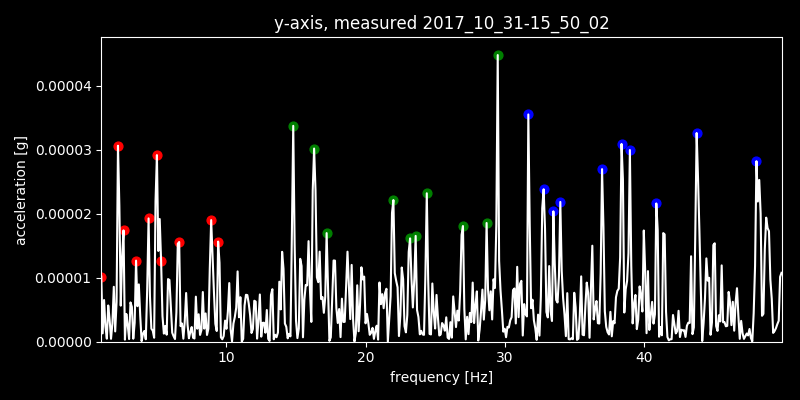 y-axis, measured 2017_10_31-15_50_02
acceleration [g]
0.00004
0.00003
0.00002
0.00001
0.00000
10 20 30 40
frequency [Hz]